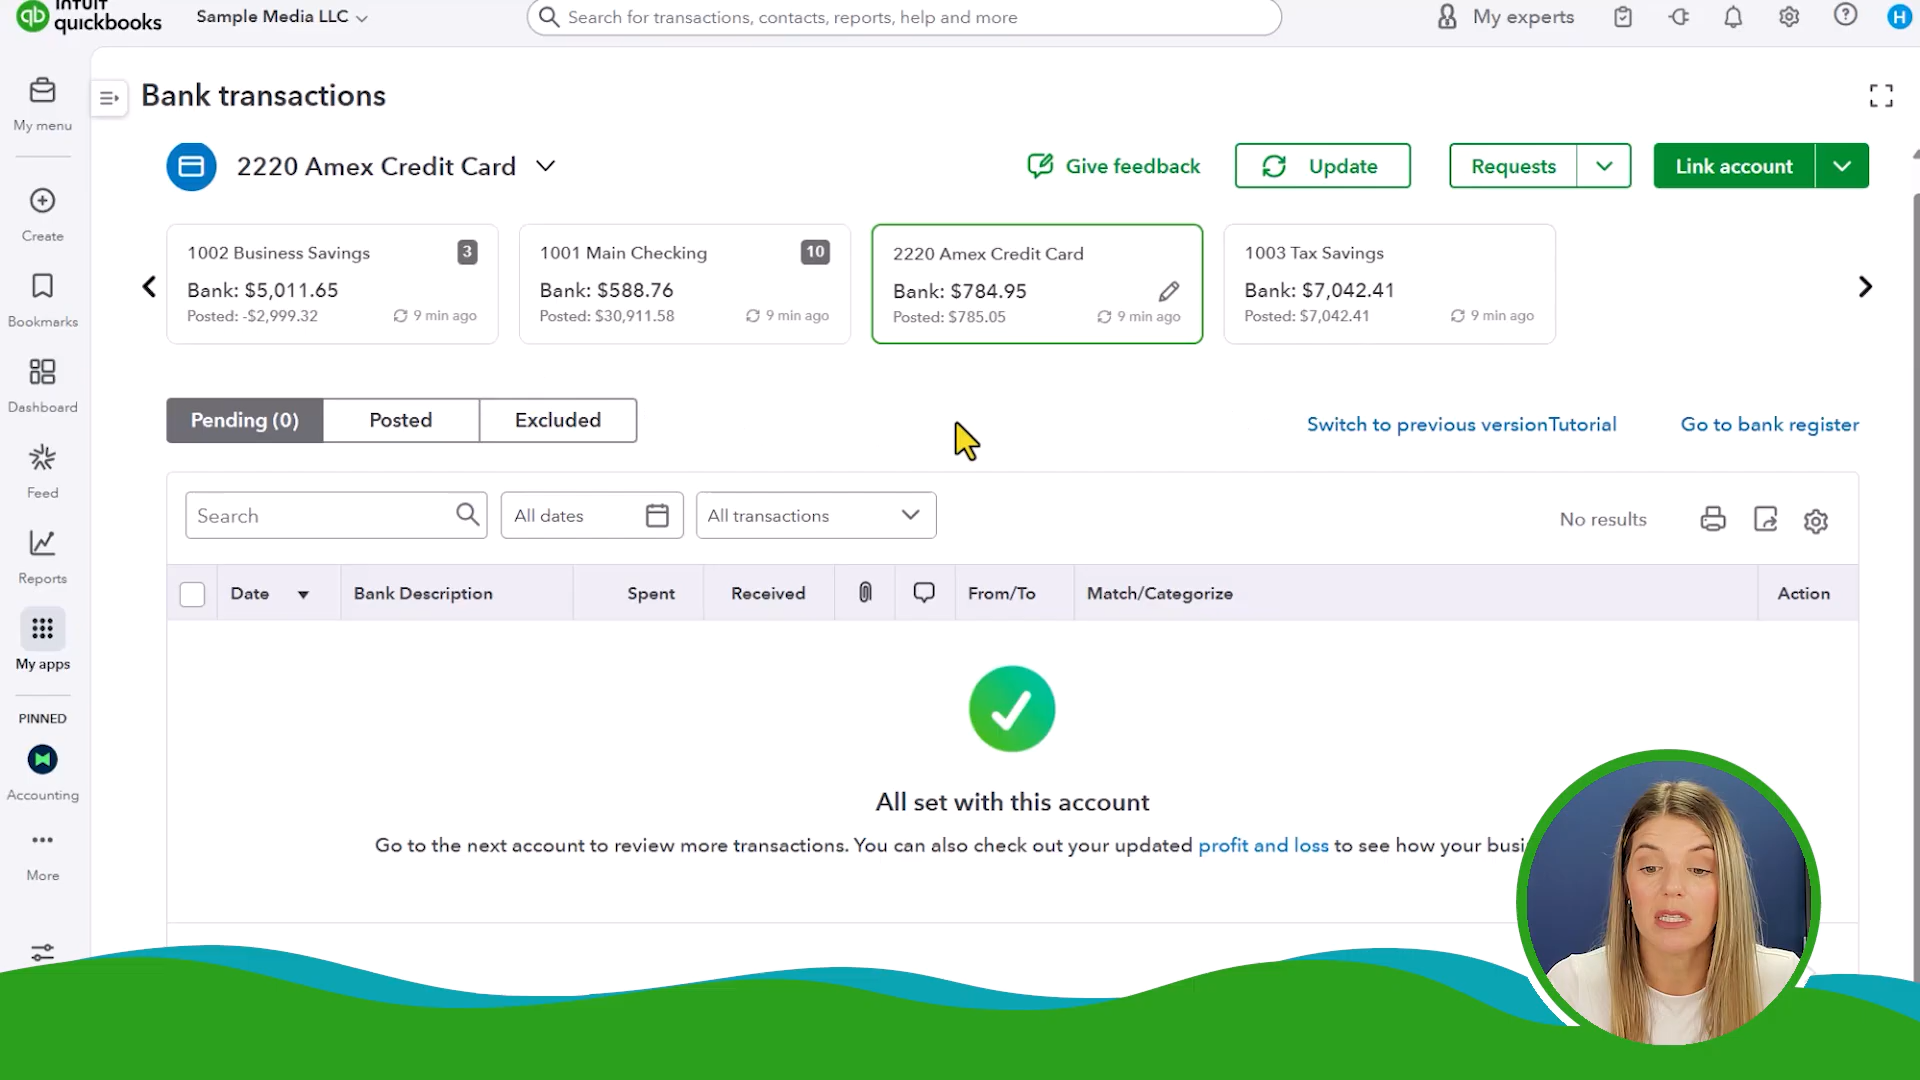 INTUIT
quickbooks
Sample Media LLC
Search for transactions, contacts, reports, help and more
My experts
H
My menu
Create
Bookmarks
Dashboard
Feed
Reports
My apps
PINNED
Accounting
More
Bank transactions
2220 Amex Credit Card
Give feedback
Update
Requests
Link account
1002 Business Savings
3
Bank: $5,011.65
Posted: -$2,999.32
9 min ago
1001 Main Checking
10
Bank: $588.76
Posted: $30,911.58
9 min ago
2220 Amex Credit Card
Bank: $784.95
Posted: $785.05
9 min ago
1003 Tax Savings
Bank: $7,042.41
Posted: $7,042.41
9 min ago
Pending (0)
Posted
Excluded
Switch to previous versionTutorial
Go to bank register
Search
All dates
All transactions
No results
Date
Bank Description
Spent
Received
From/To
Match/Categorize
Action
All set with this account
Go to the next account to review more transactions. You can also check out your updated profit and loss to see how your busi